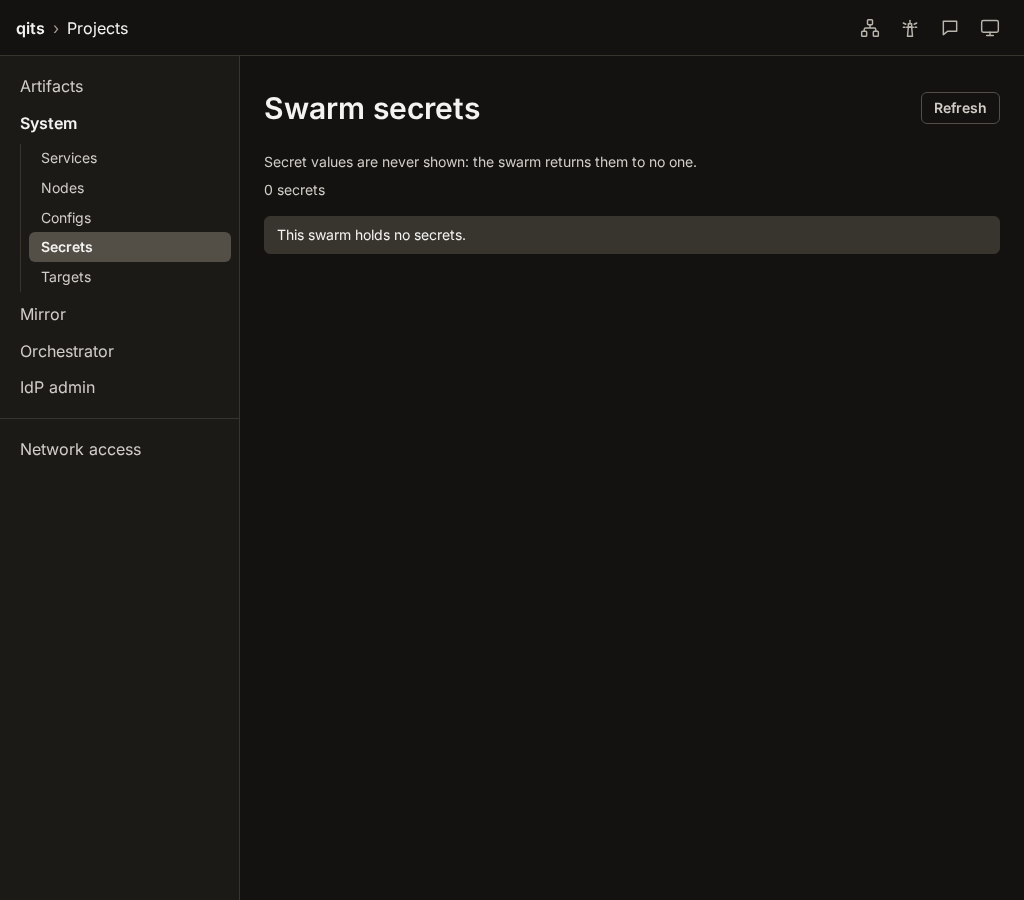 qits › Projects
Artifacts
System
Services
Nodes
Configs
Secrets
Targets
Mirror
Orchestrator
IdP admin
Network access
Swarm secrets
Refresh
Secret values are never shown: the swarm returns them to no one.
0 secrets
This swarm holds no secrets.